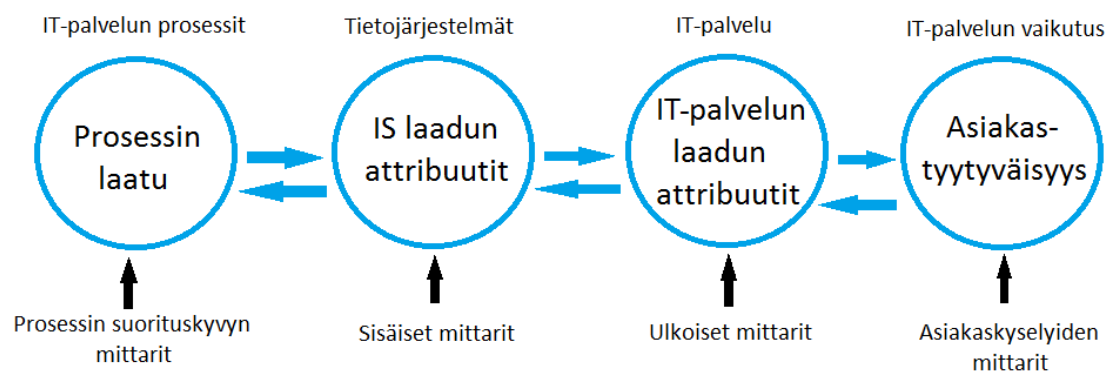 IT-palvelun prosessit
Tietojärjestelmät
IT-palvelu
IT-palvelun vaikutus
Prosessin
laatu
IS laadun
attribuutit
IT-palvelun
laadun
attribuutit
Asiakas-
tyytyväisyys
Prosessin suorituskyvyn
mittarit
Sisäiset mittarit
Ulkoiset mittarit
Asiakaskyselyiden
mittarit